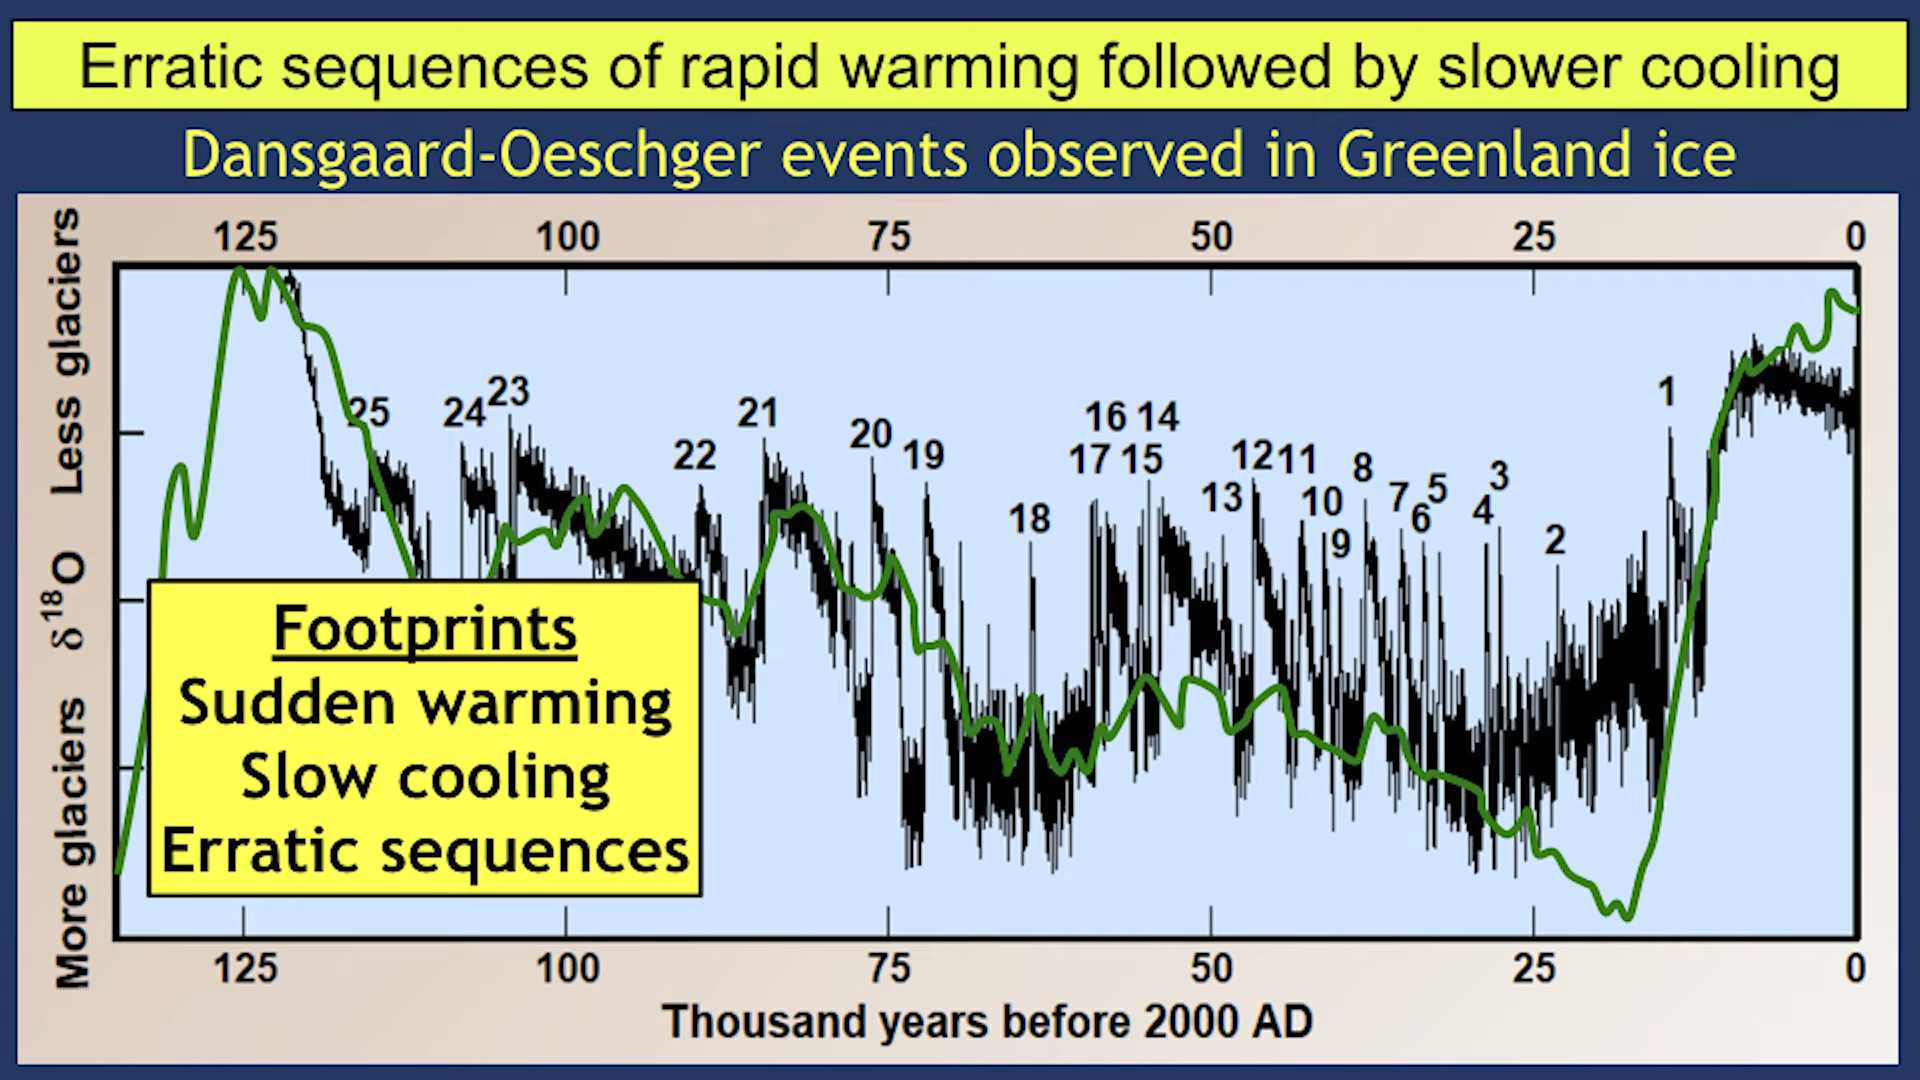 Erratic sequences of rapid warming followed by slower cooling
Dansgaard-Oeschger events observed in Greenland ice
125 100 75 50 25 0
More glaciers δ18O Less glaciers
25 24 23 22 21 20 19 18 17 16 15 14 13 12 11 10 9 8 7 6 5 4 3 2 1
Footprints
Sudden warming
Slow cooling
Erratic sequences
125 100 75 50 25 0
Thousand years before 2000 AD